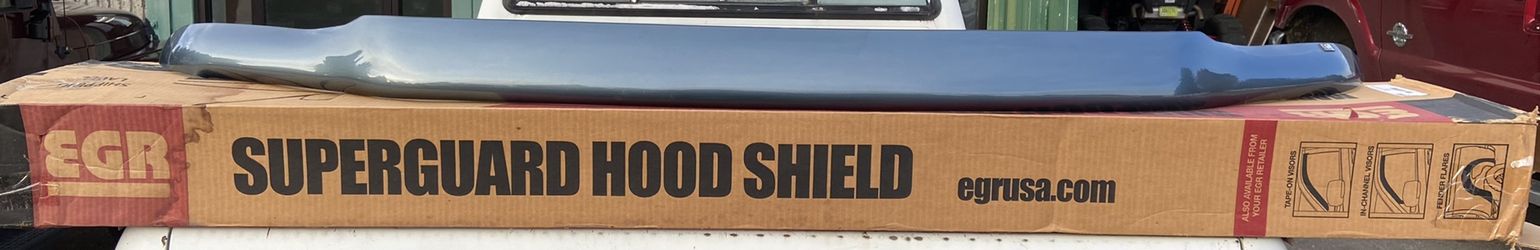 EGR
SUPERGUARD HOOD SHIELD
egrusa.com
ALSO AVAILABLE FROM
YOUR EGR RETAILER
TAPE-ON VISORS
IN-CHANNEL VISORS
FENDER FLARES